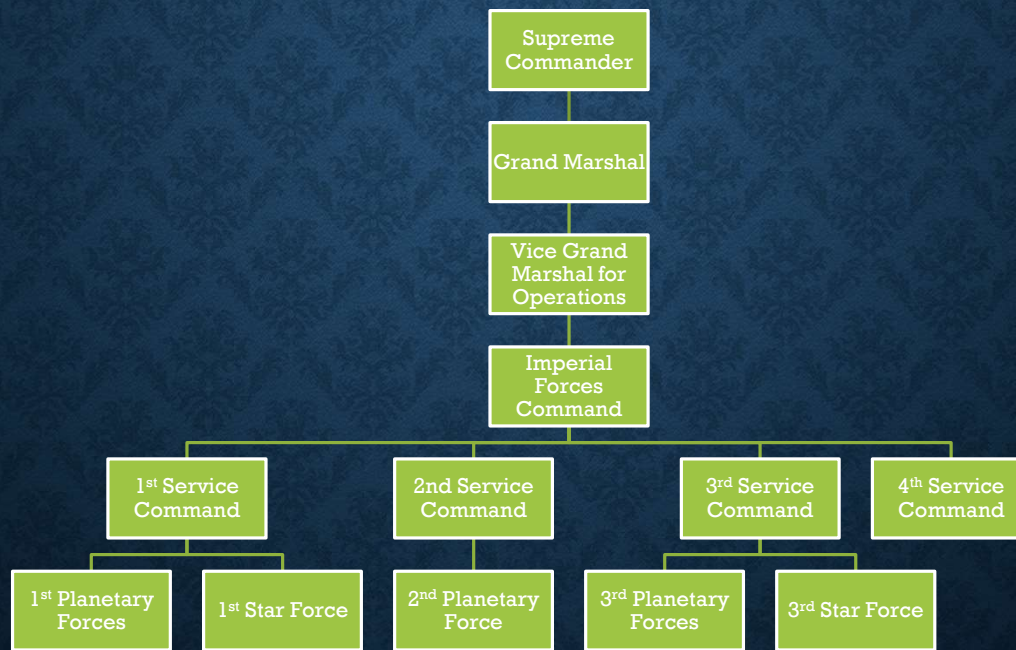 Supreme
Commander
Grand Marshal
Vice Grand
Marshal for
Operations
Imperial
Forces
Command
1st Service
Command
2nd Service
Command
3rd Service
Command
4th Service
Command
1st Planetary
Forces
1st Star Force
2nd Planetary
Force
3rd Planetary
Forces
3rd Star Force